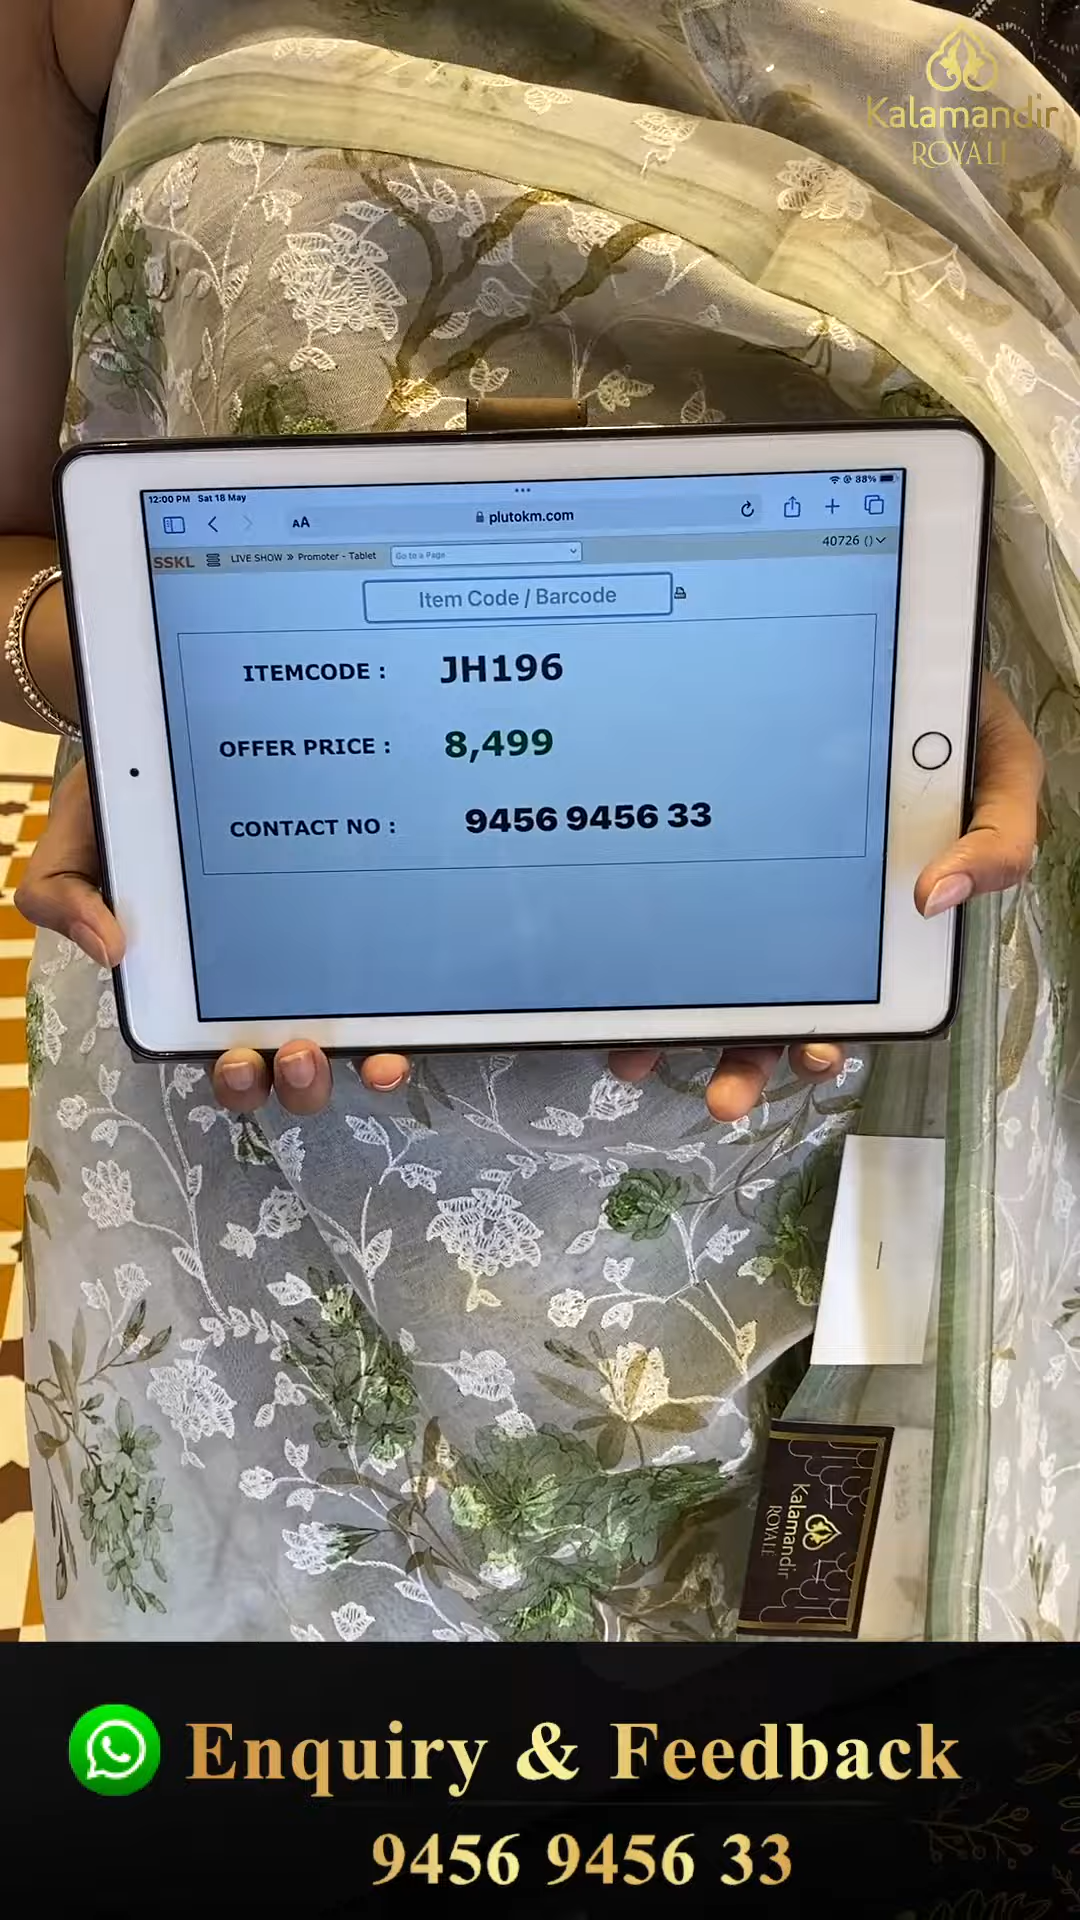 Kalamandir
ROYALE
12:00 PM Sat 18 May
88%
AA
plutokm.com
SSKL
LIVE SHOW » Promoter - Tablet
Go to a Page
40726 ()
Item Code / Barcode
ITEMCODE : JH196
OFFER PRICE : 8,499
CONTACT NO : 9456 9456 33
Kalamandir
ROYALE
Enquiry & Feedback
9456 9456 33